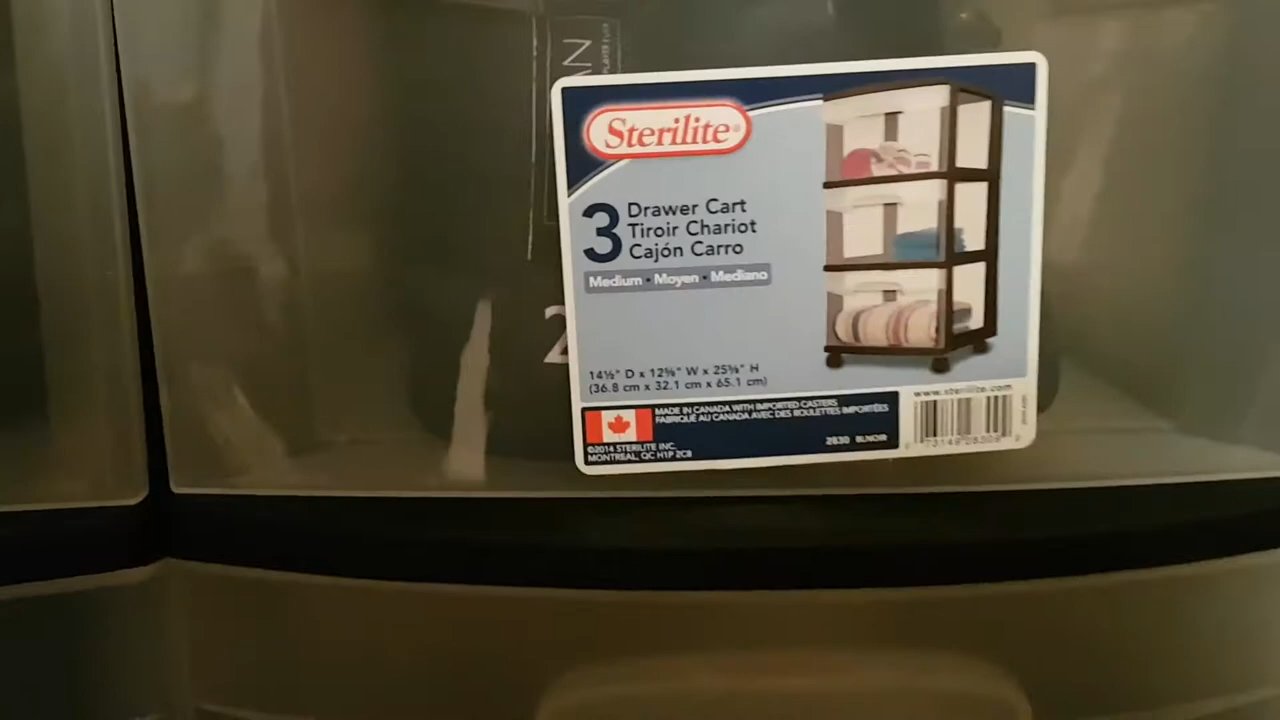 Sterilite®
3
Drawer Cart
Tiroir Chariot
Cajón Carro
Medium • Moyen • Mediano
14½" D x 12⅝" W x 25⅝" H
(36.8 cm x 32.1 cm x 65.1 cm)
MADE IN CANADA WITH IMPORTED CASTERS
FABRIQUÉ AU CANADA AVEC DES ROULETTES IMPORTÉES
©2014 STERILITE INC.
MONTREAL, QC H1P 2C8
2830 BLNOIR
www.sterilite.com
2